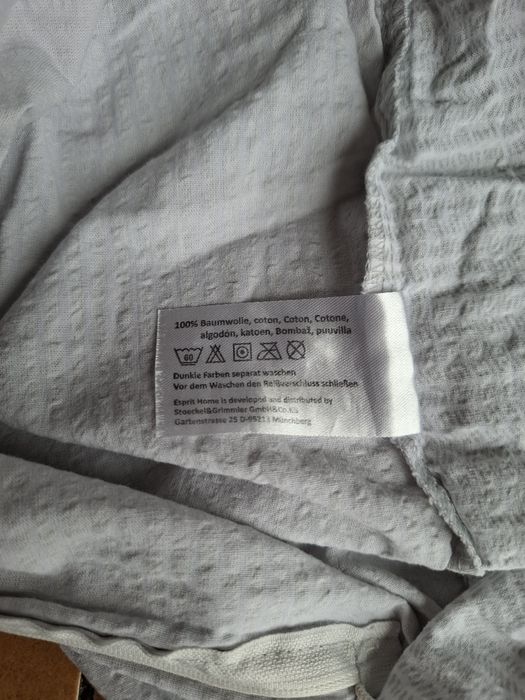 100% Baumwolle, coton, Coton, Cotone,
algodón, katoen, Bombaž, puuvilla
60
Dunkle Farben separat waschen
Vor dem Waschen den Reißverschluss schließen
Esprit Home is developed and distributed by
Stoeckel&Grimmler GmbH&Co.KG
Gartenstrasse 25 D-95213 Münchberg